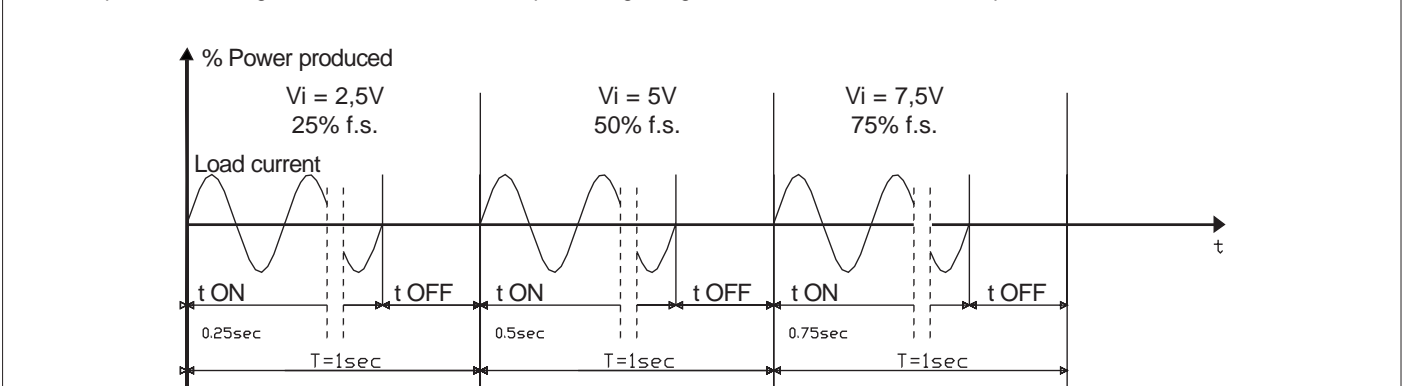 % Power produced
Vi = 2,5V
25% f.s.
Vi = 5V
50% f.s.
Vi = 7,5V
75% f.s.
Load current
t
t ON t OFF t ON t OFF t ON t OFF
0.25sec 0.5sec 0.75sec
T=1sec T=1sec T=1sec